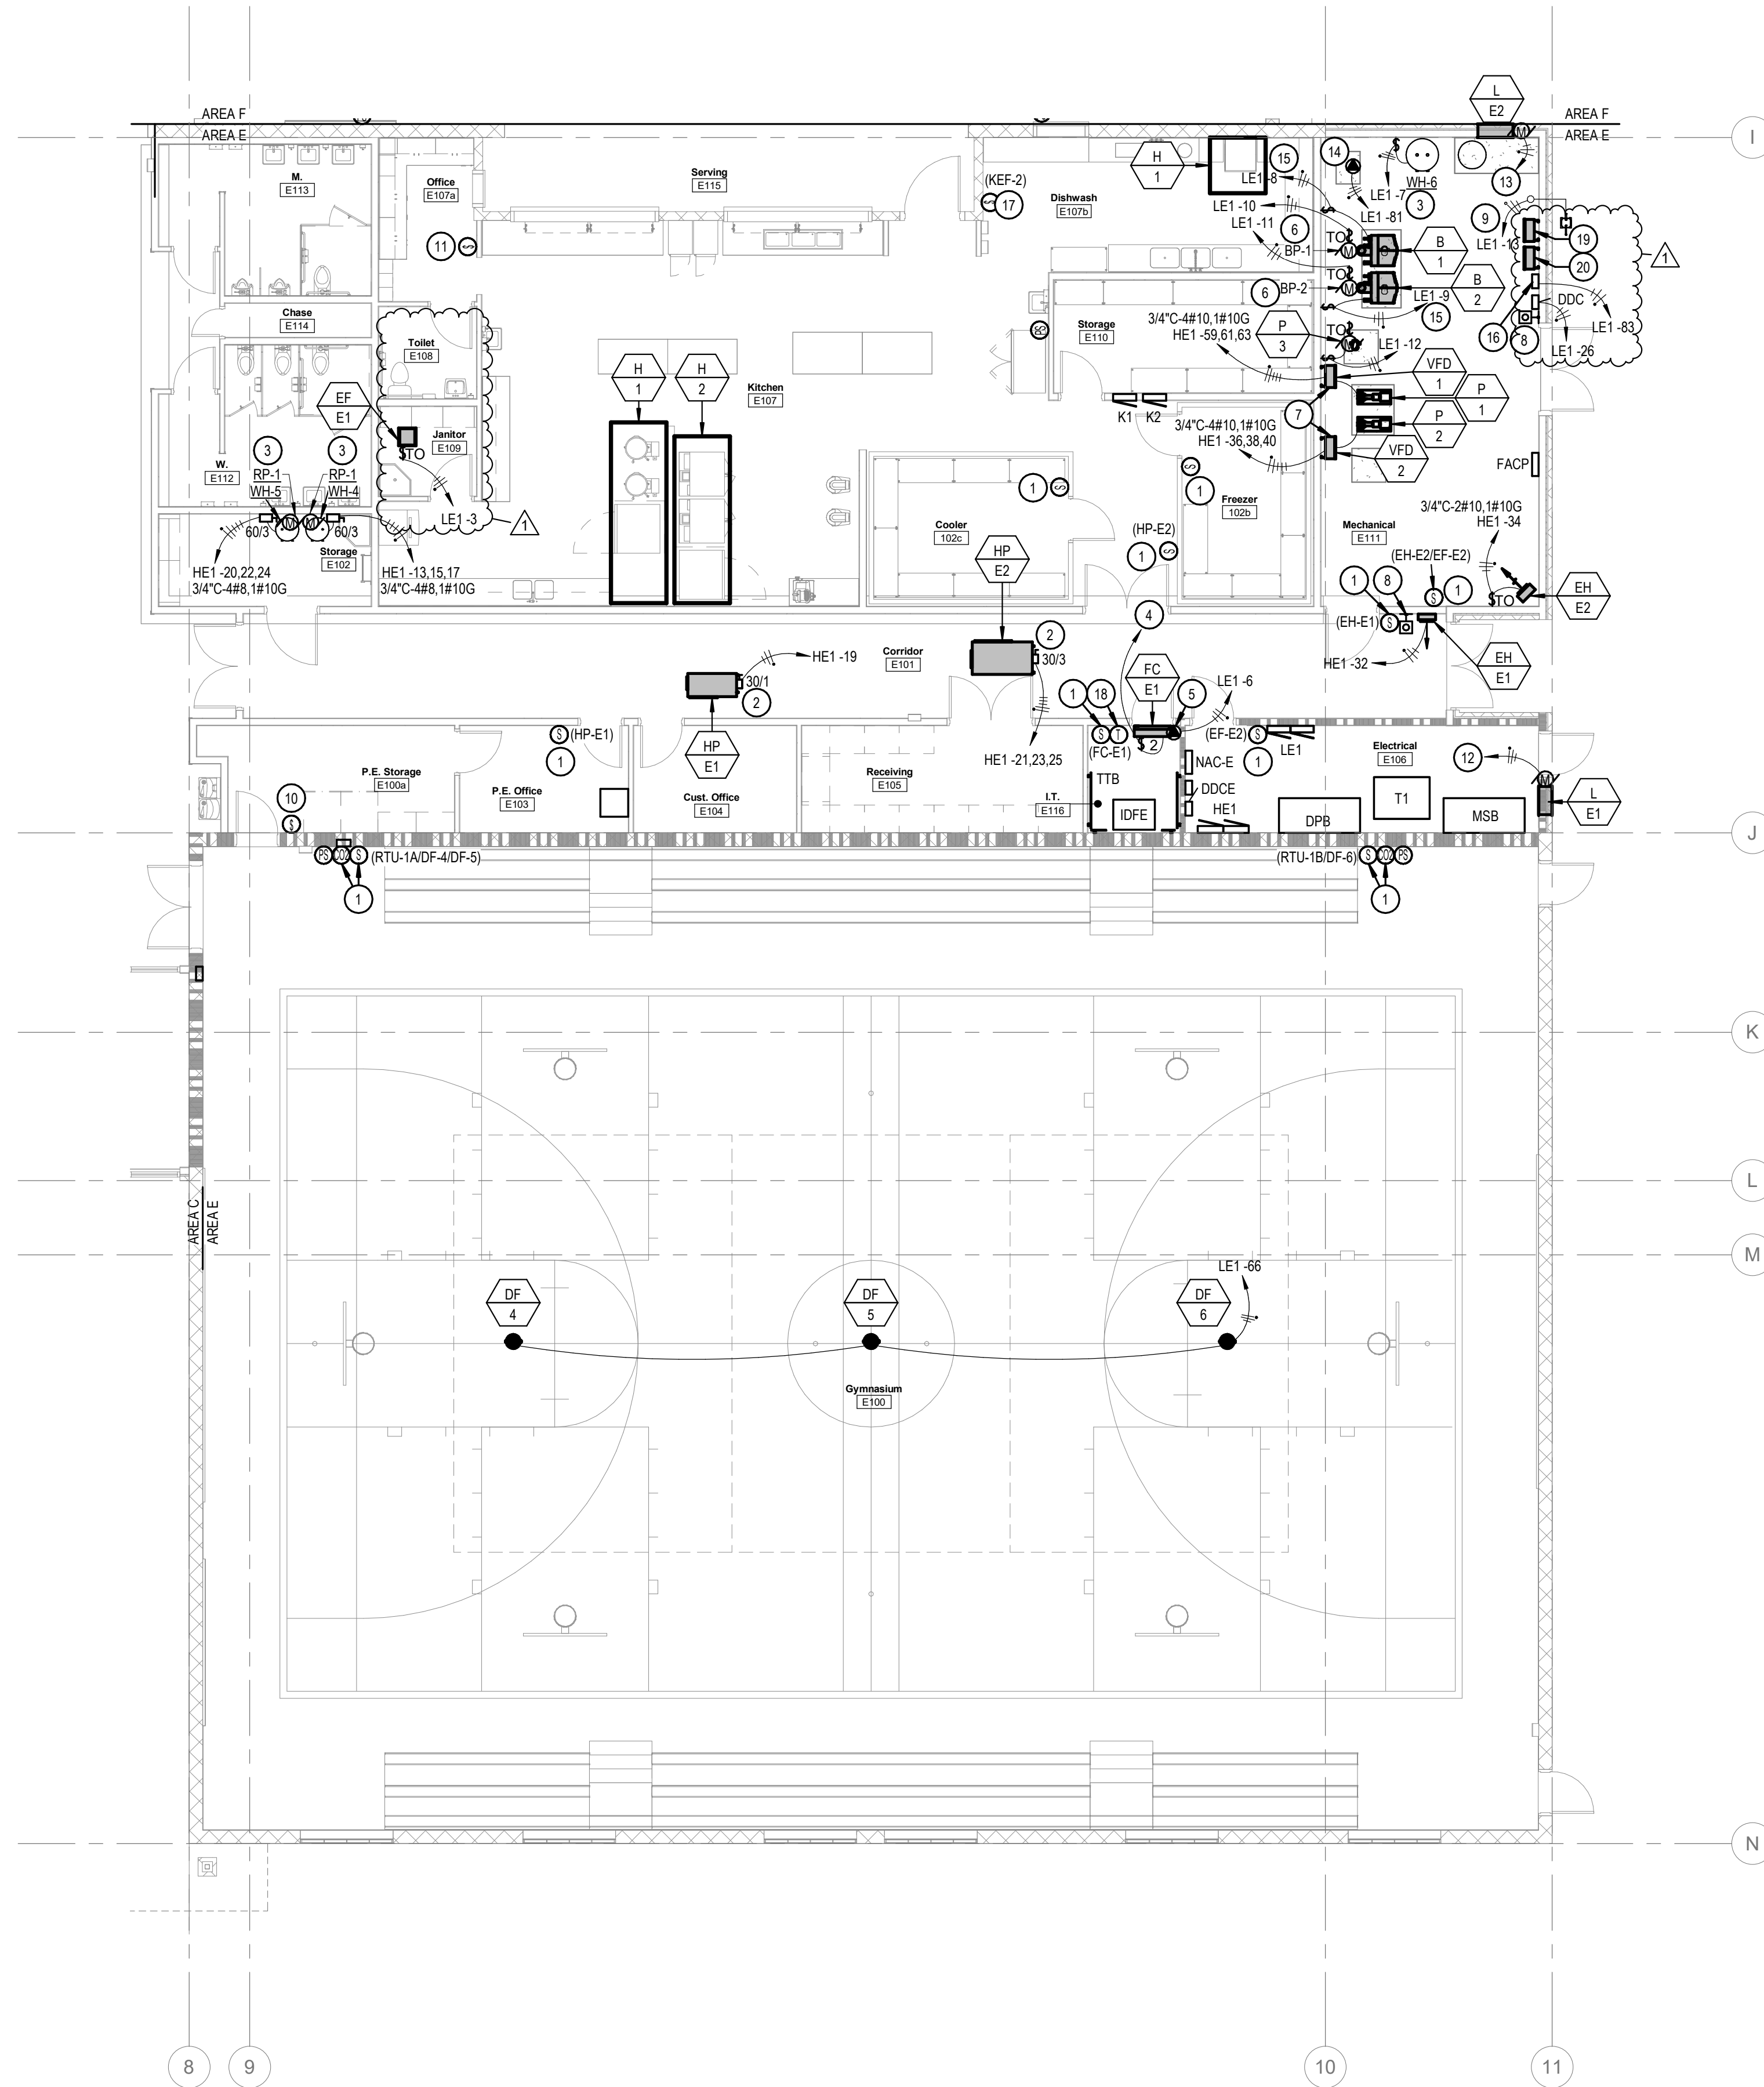 AREA F
AREA E
L
E2
AREA F
AREA E
I
M.
E113
Office
E107a
Serving
E115
(KEF-2)
17
Dishwash
E107b
H
1
15
LE1 -8
14
LE1 -7
WH-6
3
LE1 -81
M
13
LE1 -10
LE1 -11
6
TO
BP-1
M
B
1
9
LE1 -13
19
20
1
11
S
TO
6
BP-2
M
B
2
LE1 -9
15
DDC
16
8
LE1 -83
LE1 -26
Chase
E114
Toilet
E108
Storage
E110
3/4"C-4#10,1#10G
HE1 -59,61,63
P
3
TO
M
LE1 -12
H
1
H
2
Kitchen
E107
VFD
1
P
1
EF
E1
Janitor
E109
TO
K1
K2
7
3/4"C-4#10,1#10G
HE1 -36,38,40
P
2
VFD
2
FACP
W.
E112
3
3
RP-1
WH-5
RP-1
WH-4
M
M
60/3
60/3
LE1 -3
1
Storage
E102
HE1 -20,22,24
3/4"C-4#8,1#10G
HE1 -13,15,17
3/4"C-4#8,1#10G
1
S
S
1
Freezer
102b
Cooler
102c
(HP-E2)
1
S
HP
E2
3/4"C-2#10,1#10G
HE1 -34
Mechanical
E111
(EH-E2/EF-E2)
1
8
S
1
TO
EH
E2
(EH-E1)
S
4
Corridor
E101
2
30/3
HE1 -19
30/1
2
HP
E1
HE1 -32
EH
E1
FC
E1
LE1 -6
1
18
5
S
T
(FC-E1)
2
(EF-E2)
S
1
LE1
Electrical
E106
12
S
(HP-E1)
1
HE1 -21,23,25
NAC-E
P.E. Storage
E100a
P.E. Office
E103
Cust. Office
E104
Receiving
E105
I.T.
E116
TTB
IDFE
DDCE
HE1
DPB
T1
MSB
M
L
E1
10
$
J
PS
CO2
S
(RTU-1A/DF-4/DF-5)
1
(RTU-1B/DF-6)
S
CO2
PS
1
K
L
AREA C
AREA E
M
LE1 -66
DF
4
DF
5
DF
6
Gymnasium
E100
N
8
9
10
11